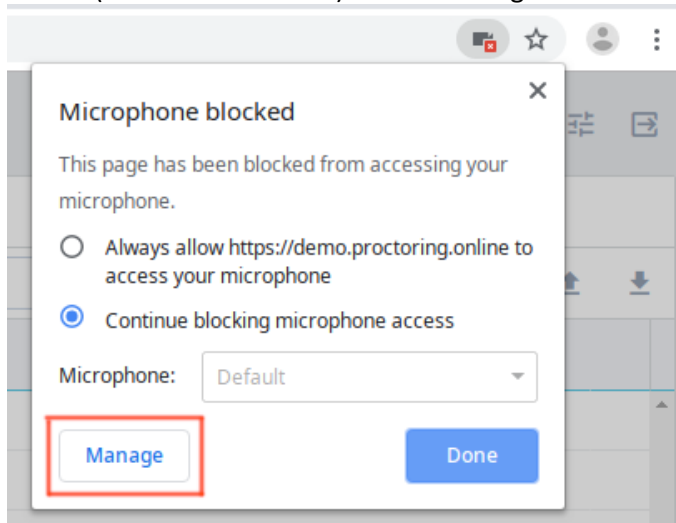 Microphone blocked
This page has been blocked from accessing your
microphone.
Always allow https://demo.proctoring.online to
access your microphone
Continue blocking microphone access
Microphone: Default
Manage Done